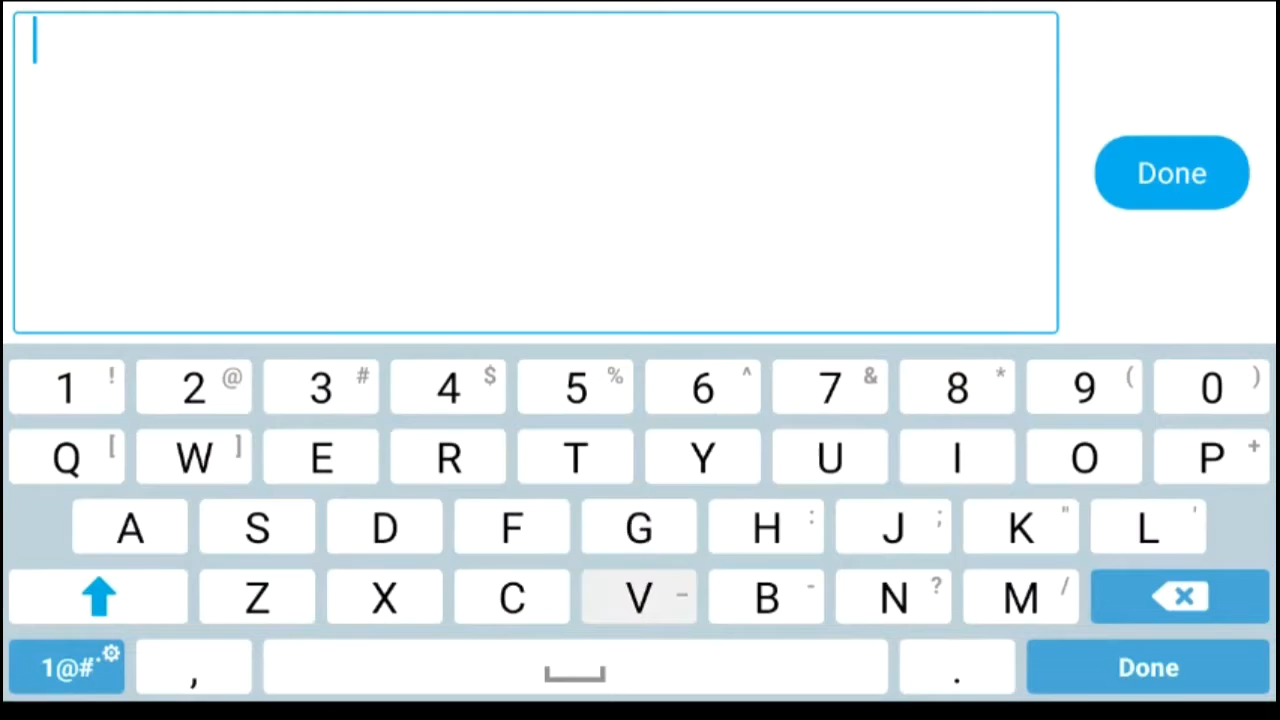 Done
1 ! 2 @ 3 # 4 $ 5 % 6 ^ 7 & 8 * 9 ( 0 )
Q [ W ] E R T Y U I O P +
A S D F G H : J ; K " L '
Z X C V – B - N ? M /
1@# , . Done